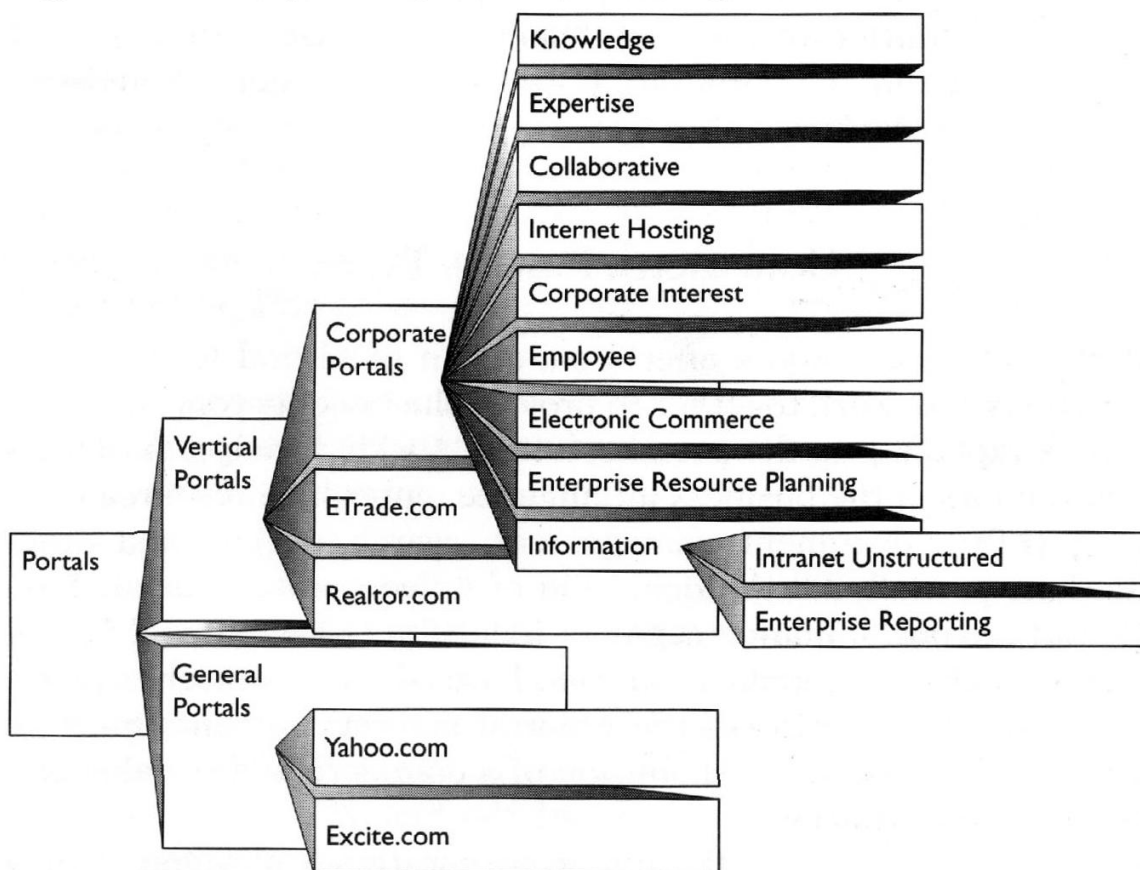 Knowledge
Expertise
Collaborative
Internet Hosting
Corporate Interest
Corporate
Portals
Employee
Electronic Commerce
Vertical
Portals
Enterprise Resource Planning
ETrade.com
Information
Portals
Intranet Unstructured
Realtor.com
Enterprise Reporting
General
Portals
Yahoo.com
Excite.com